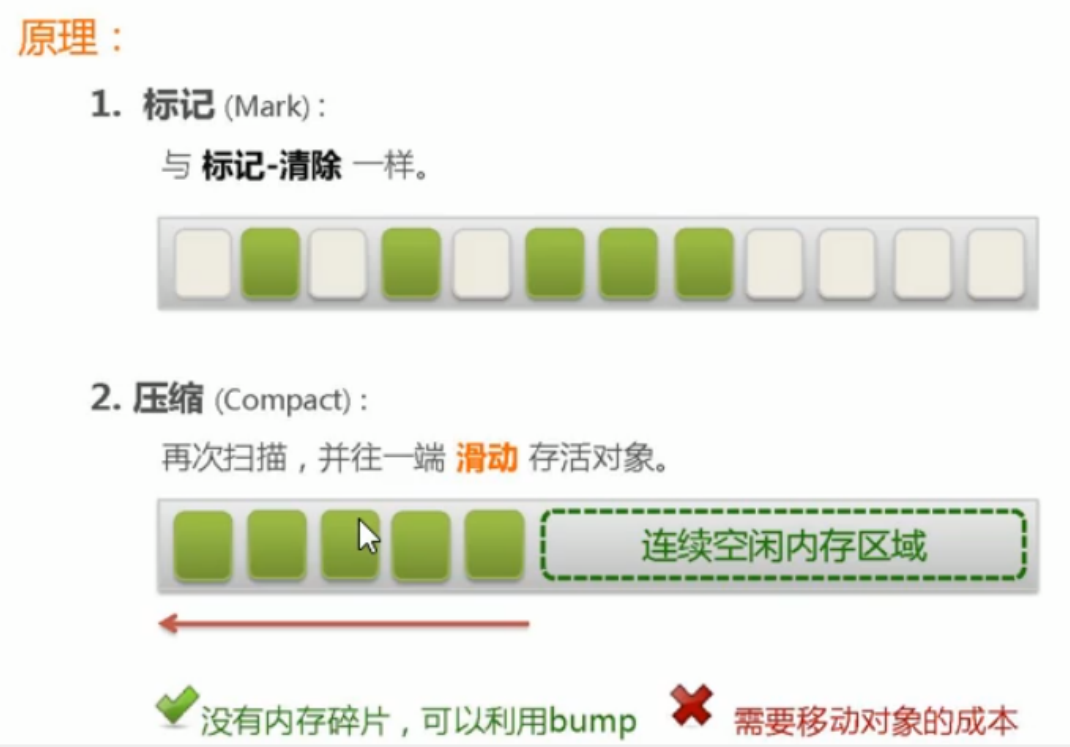 原理：
1. 标记 (Mark) :
与 标记-清除 一样。
2. 压缩 (Compact) :
再次扫描，并往一端 滑动 存活对象。
连续空闲内存区域
没有内存碎片，可以利用bump 需要移动对象的成本